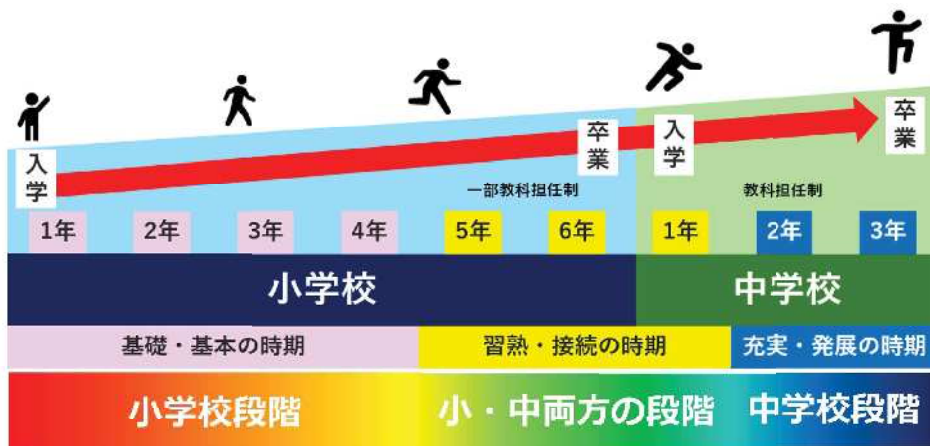 入学
卒業
入学
卒業
一部教科担任制
教科担任制
1年 2年 3年 4年 5年 6年 1年 2年 3年
小学校 中学校
基礎・基本の時期 習熟・接続の時期 充実・発展の時期
小学校段階 小・中両方の段階 中学校段階